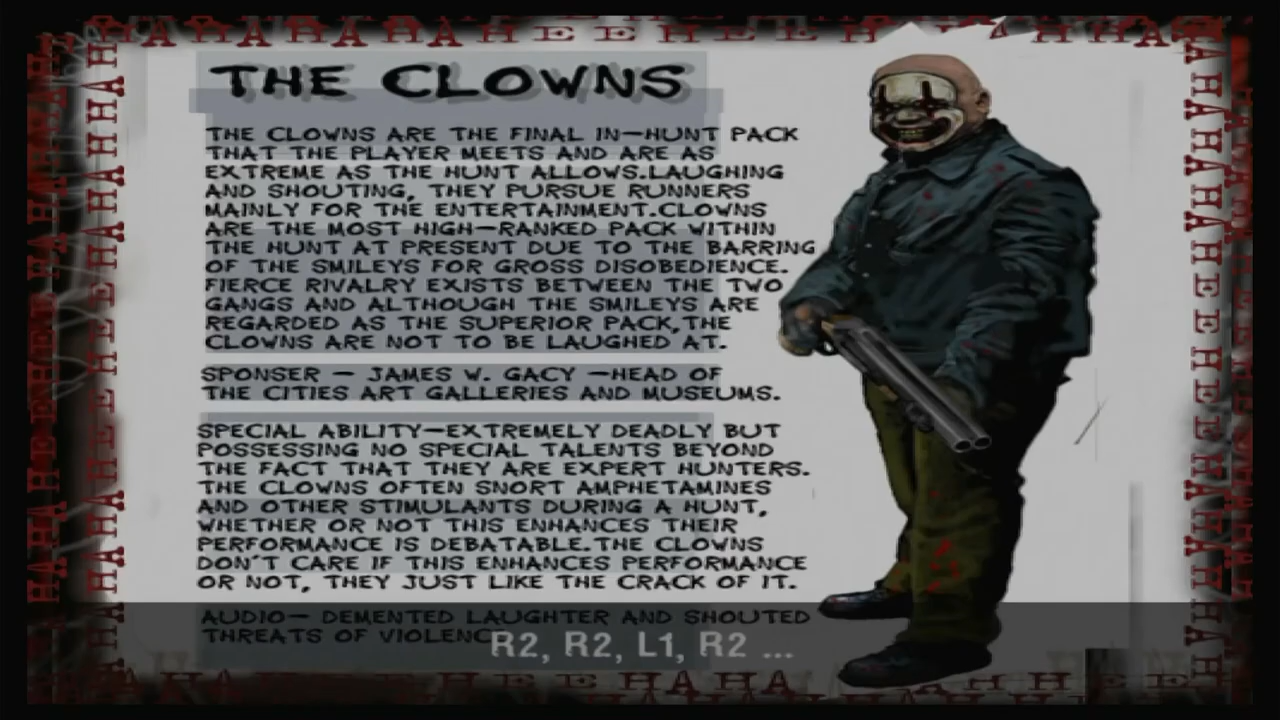 THE CLOWNS
THE CLOWNS ARE THE FINAL IN-HUNT PACK
THAT THE PLAYER MEETS AND ARE AS
EXTREME AS THE HUNT ALLOWS.LAUGHING
AND SHOUTING, THEY PURSUE RUNNERS
MAINLY FOR THE ENTERTAINMENT.CLOWNS
ARE THE MOST HIGH-RANKED PACK WITHIN
THE HUNT AT PRESENT DUE TO THE BARRING
OF THE SMILEYS FOR GROSS DISOBEDIENCE.
FIERCE RIVALRY EXISTS BETWEEN THE TWO
GANGS AND ALTHOUGH THE SMILEYS ARE
REGARDED AS THE SUPERIOR PACK,THE
CLOWNS ARE NOT TO BE LAUGHED AT.
SPONSER - JAMES W. GACY -HEAD OF
THE CITIES ART GALLERIES AND MUSEUMS.
SPECIAL ABILITY-EXTREMELY DEADLY BUT
POSSESSING NO SPECIAL TALENTS BEYOND
THE FACT THAT THEY ARE EXPERT HUNTERS.
THE CLOWNS OFTEN SNORT AMPHETAMINES
AND OTHER STIMULANTS DURING A HUNT,
WHETHER OR NOT THIS ENHANCES THEIR
PERFORMANCE IS DEBATABLE.THE CLOWNS
DON'T CARE IF THIS ENHANCES PERFORMANCE
OR NOT, THEY JUST LIKE THE CRACK OF IT.
AUDIO- DEMENTED LAUGHTER AND SHOUTED
THREATS OF VIOLENC
R2, R2, L1, R2 ...